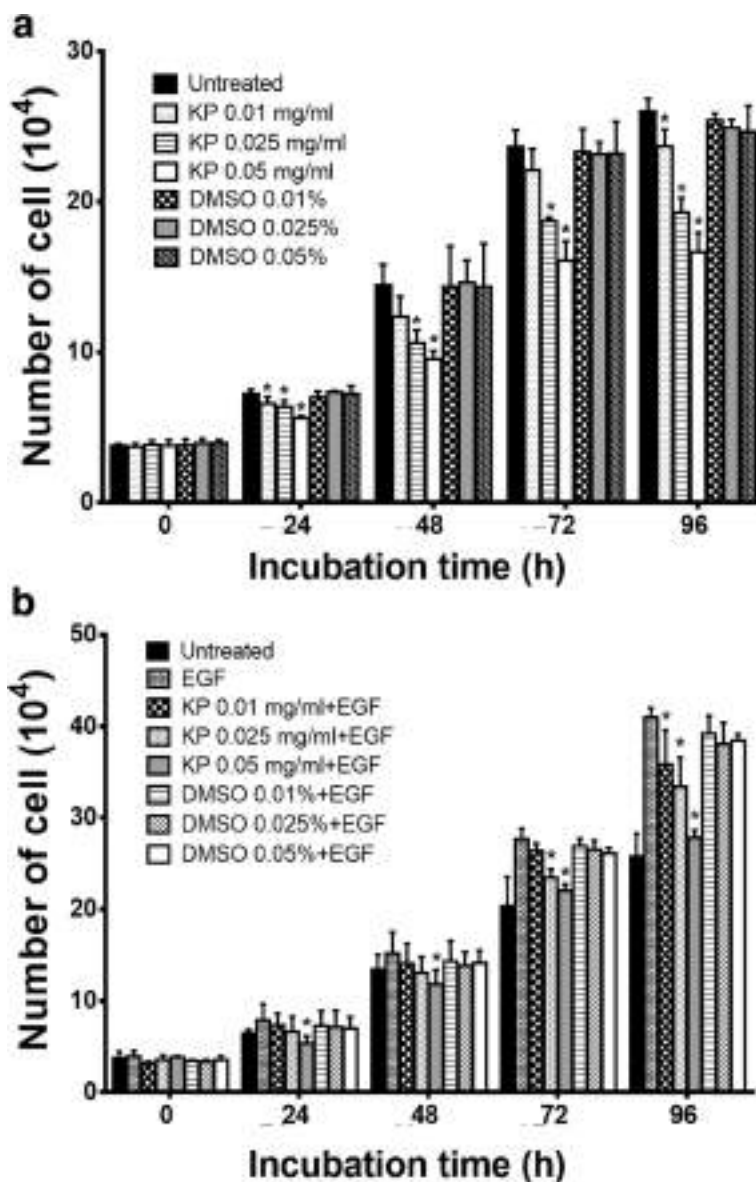 a
30
20
10
0
Number of cell (10⁴)
Untreated
KP 0.01 mg/ml
KP 0.025 mg/ml
KP 0.05 mg/ml
DMSO 0.01%
DMSO 0.025%
DMSO 0.05%
* * * * * * * * * *
0 24 48 72 96
Incubation time (h)
b
50
40
30
20
10
0
Number of cell (10⁴)
Untreated
EGF
KP 0.01 mg/ml+EGF
KP 0.025 mg/ml+EGF
KP 0.05 mg/ml+EGF
DMSO 0.01%+EGF
DMSO 0.025%+EGF
DMSO 0.05%+EGF
* * * * * * *
0 24 48 72 96
Incubation time (h)